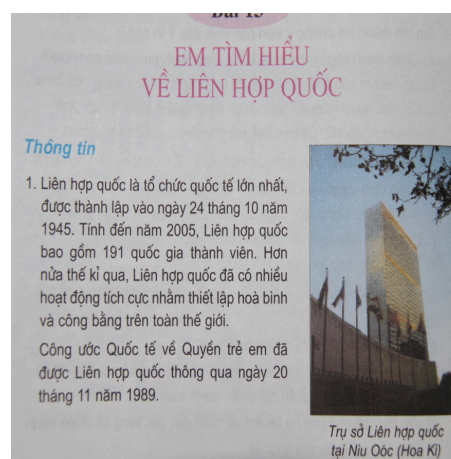 Bài 13
EM TÌM HIỂU
VỀ LIÊN HỢP QUỐC
Thông tin
1. Liên hợp quốc là tổ chức quốc tế lớn nhất,
được thành lập vào ngày 24 tháng 10 năm
1945. Tính đến năm 2005, Liên hợp quốc
bao gồm 191 quốc gia thành viên. Hơn
nửa thế kỉ qua, Liên hợp quốc đã có nhiều
hoạt động tích cực nhằm thiết lập hoà bình
và công bằng trên toàn thế giới.
Công ước Quốc tế về Quyền trẻ em đã
được Liên hợp quốc thông qua ngày 20
tháng 11 năm 1989.
Trụ sở Liên hợp quốc
tại Niu Oóc (Hoa Kì)